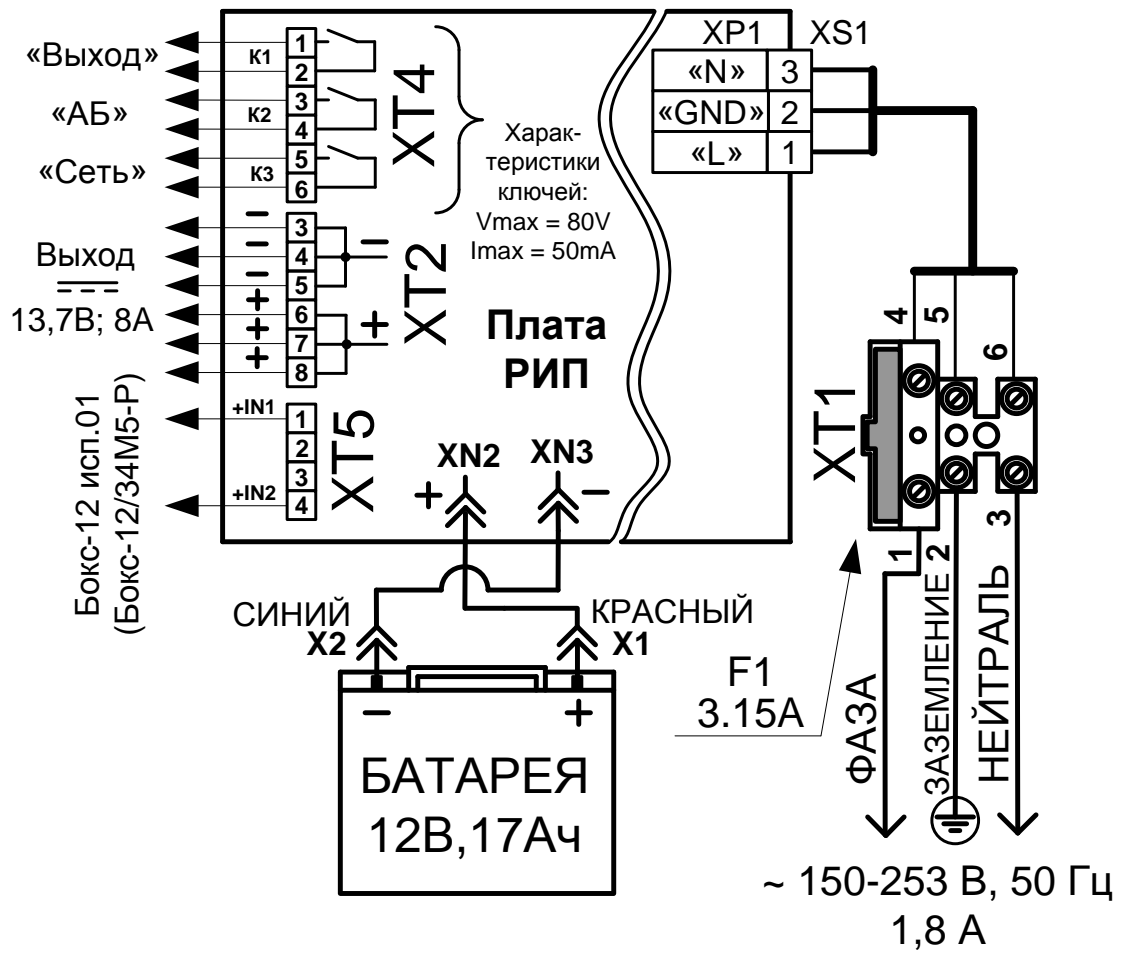 «Выход»
К1
1
2
«АБ»
К2
3
4
«Сеть»
К3
5
6
XT4
Харак-
теристики
ключей:
Vmax = 80V
Imax = 50mA
XP1
XS1
«N» 3
«GND» 2
«L» 1
Выход
13,7В; 8А
− 3
− 4
− 5
+ 6
+ 7
+ 8
−
+
XT2
Плата
РИП
Бокс-12 исп.01
(Бокс-12/34М5-Р)
+IN1
1
2
3
+IN2
4
XT5
XN2
+
XN3
−
4
5
6
XT1
1
2
3
СИНИЙ
X2
КРАСНЫЙ
X1
F1
3.15А
−
+
БАТАРЕЯ
12В,17Ач
ФАЗА
ЗАЗЕМЛЕНИЕ
НЕЙТРАЛЬ
~ 150-253 В, 50 Гц
1,8 А